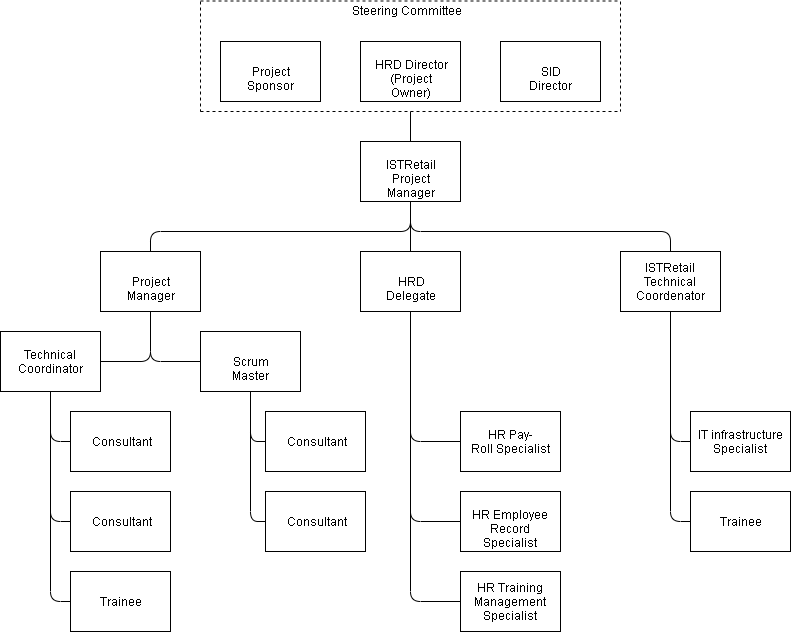 Steering Committee
Project
Sponsor
HRD Director
(Project
Owner)
SID
Director
ISTRetail
Project
Manager
Project
Manager
HRD
Delegate
ISTRetail
Technical
Coordenator
Technical
Coordinator
Scrum
Master
Consultant
Consultant
HR Pay-
Roll Specialist
IT infrastructure
Specialist
Consultant
Consultant
HR Employee
Record
Specialist
Trainee
Trainee
HR Training
Management
Specialist